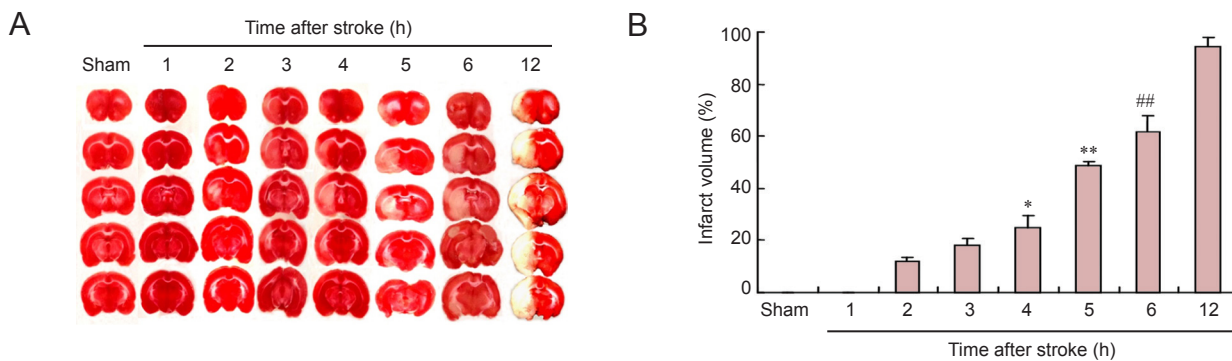 A
Time after stroke (h)
Sham 1 2 3 4 5 6 12
B
Infarct volume (%)
100
80
60
40
20
0
*
**
##
Sham 1 2 3 4 5 6 12
Time after stroke (h)